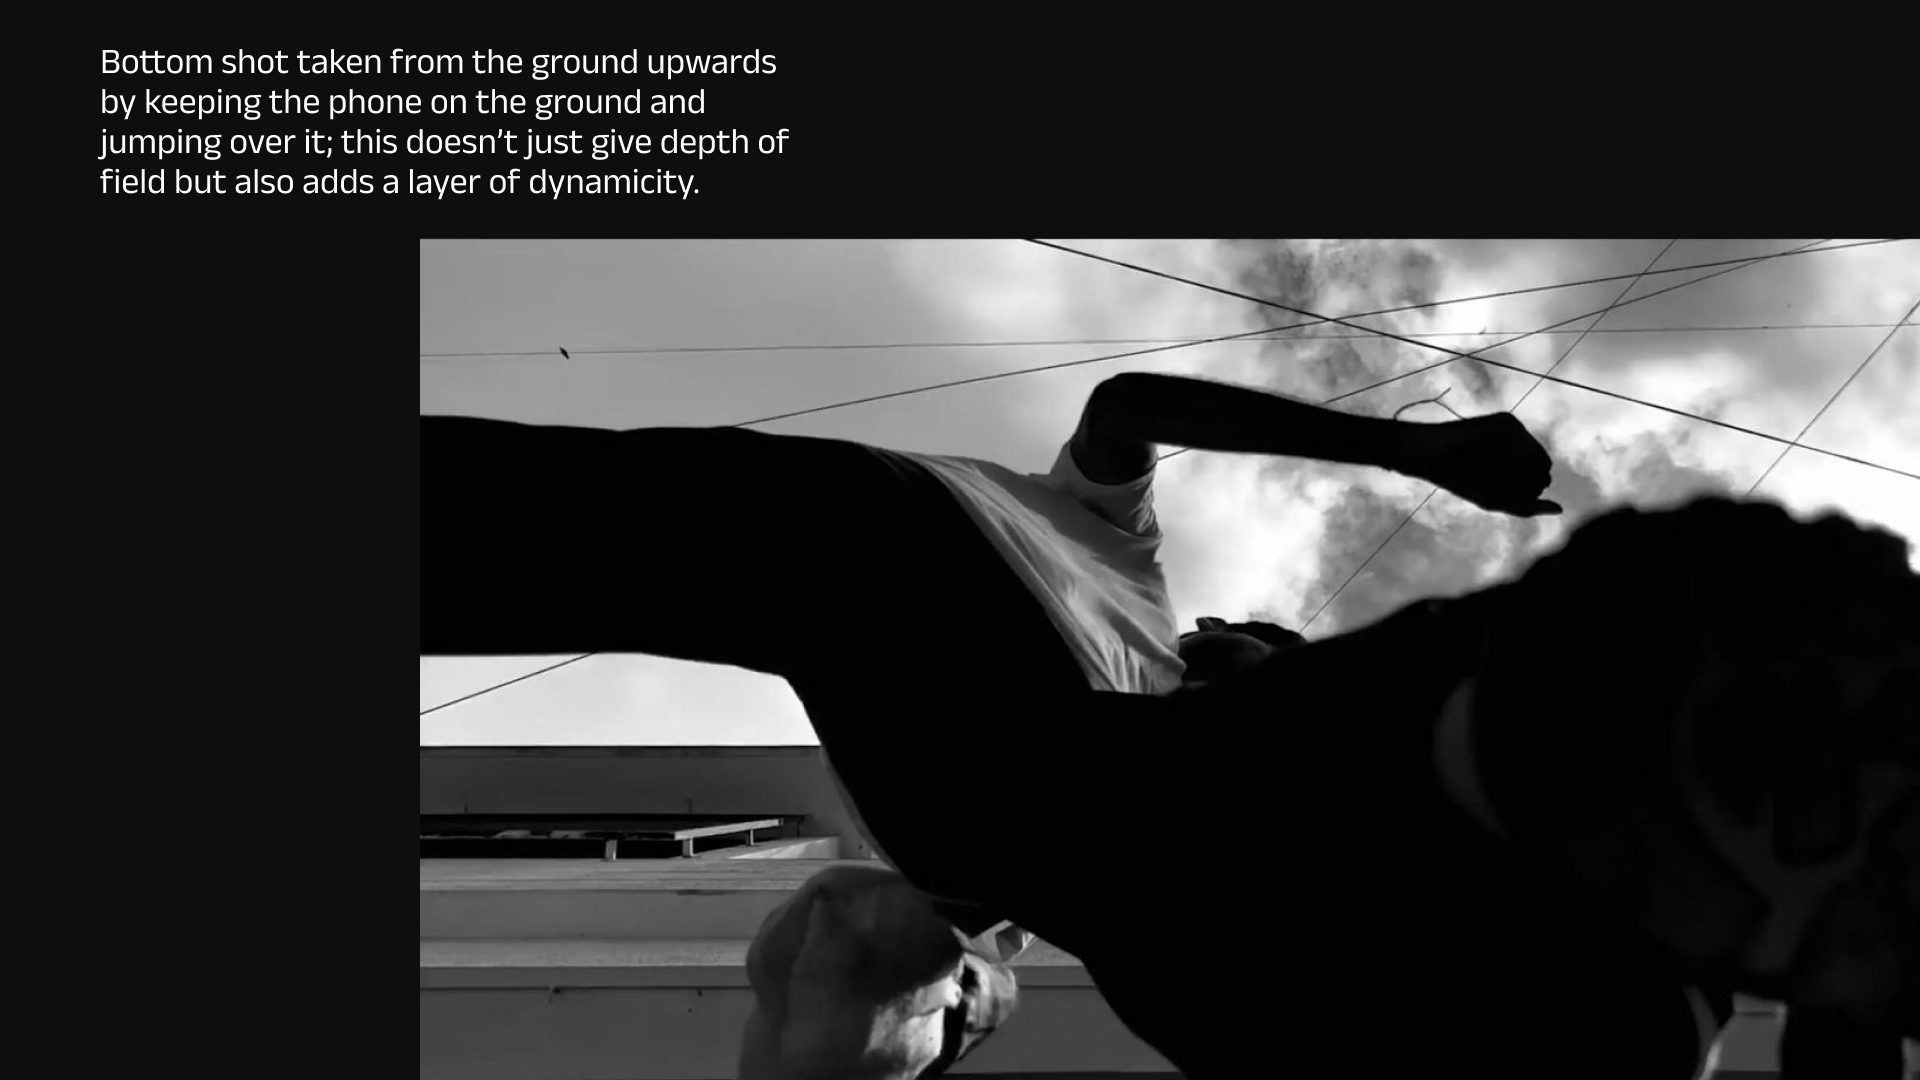 Bottom shot taken from the ground upwards
by keeping the phone on the ground and
jumping over it; this doesn’t just give depth of
field but also adds a layer of dynamicity.